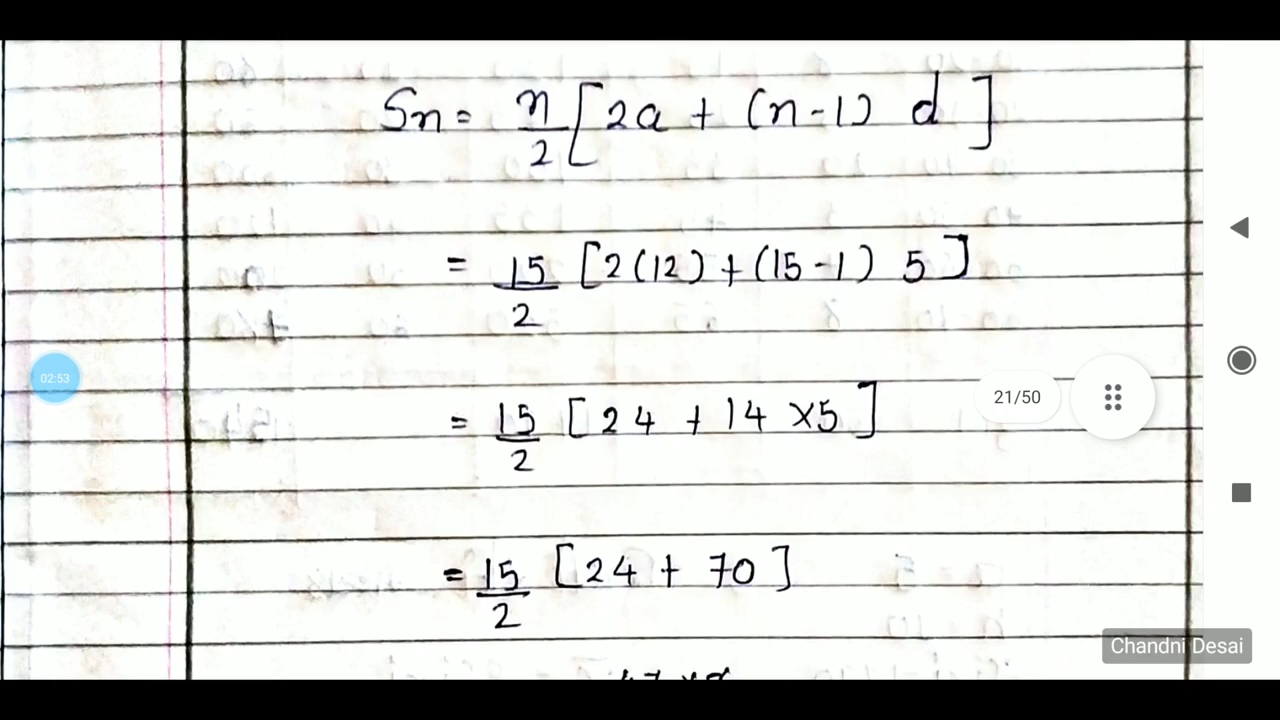 Sn = n/2 [2a + (n-1) d]
= 15/2 [2(12) + (15-1) 5]
02:53
= 15/2 [24 + 14 x5]
21/50
= 15/2 [24 + 70]
Chandni Desai